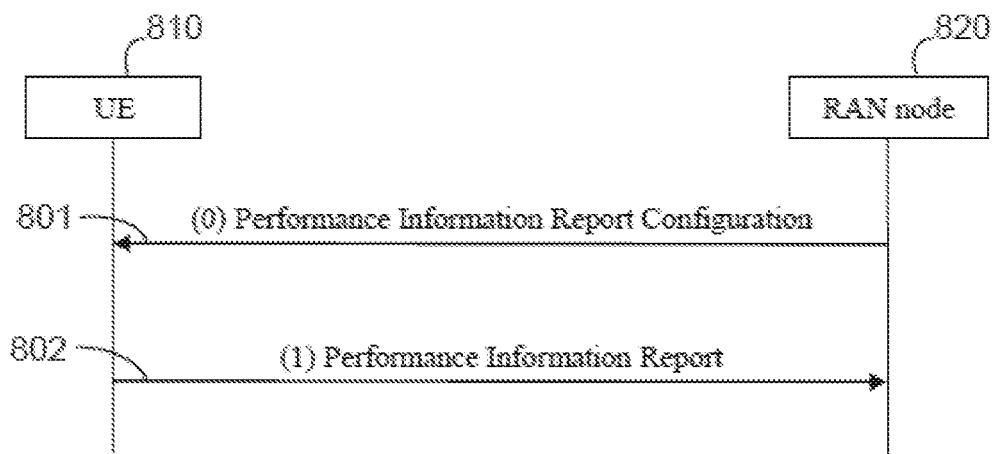 810
820
UE
RAN node
801
(0) Performance Information Report Configuration
802
(1) Performance Information Report